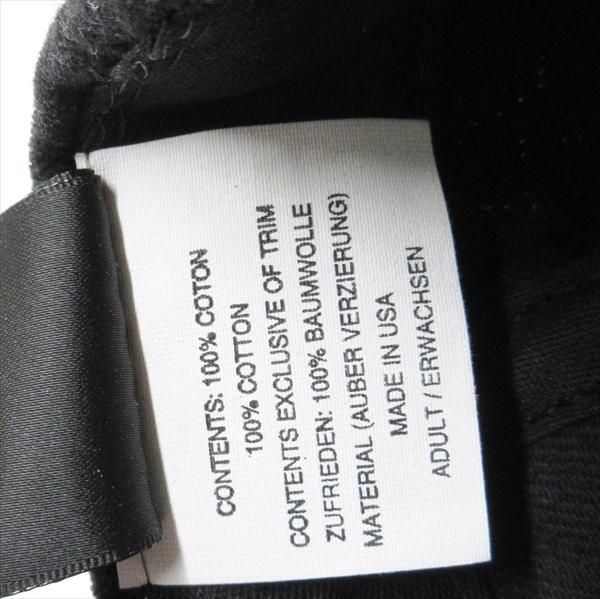 CONTENTS: 100% COTON
100% COTTON
CONTENTS EXCLUSIVE OF TRIM
ZUFRIEDEN: 100% BAUMWOLLE
MATERIAL (AUBER VERZIERUNG)
MADE IN USA
ADULT / ERWACHSEN